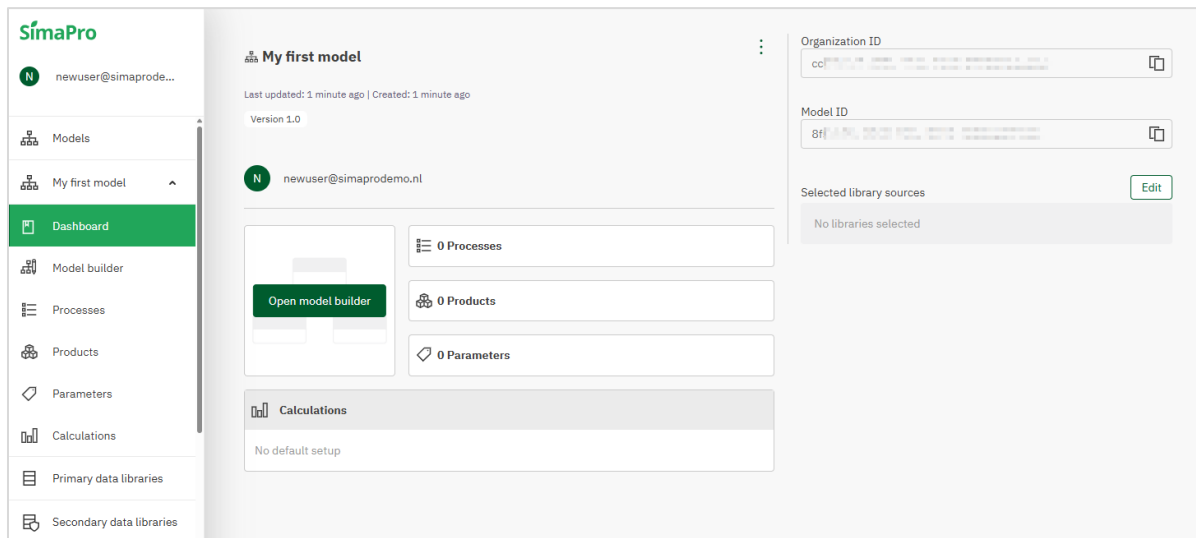 SimaPro
N
newuser@simaprode...
Models
My first model
Dashboard
Model builder
Processes
Products
Parameters
Calculations
Primary data libraries
Secondary data libraries
My first model
Last updated: 1 minute ago | Created: 1 minute ago
Version 1.0
N
newuser@simaprodemo.nl
Open model builder
0 Processes
0 Products
0 Parameters
Calculations
No default setup
Organization ID
Model ID
Selected library sources
Edit
No libraries selected